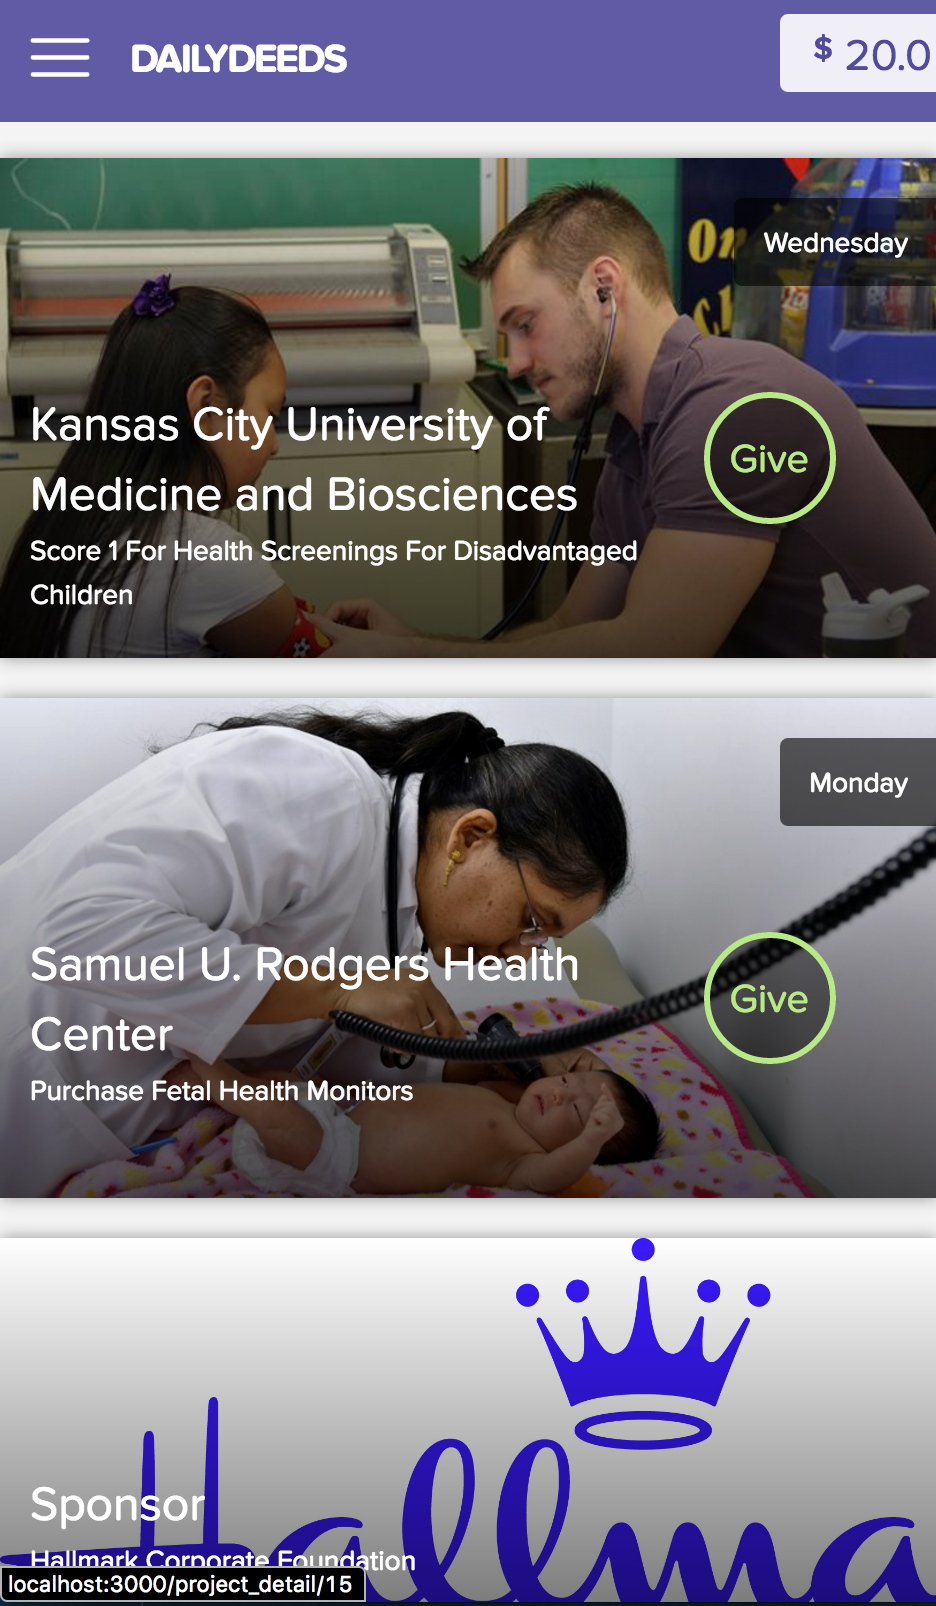 DAILYDEEDS
$ 20.0
On
Wednesday
Kansas City University of
Medicine and Biosciences
Give
Score 1 For Health Screenings For Disadvantaged
Children
Monday
Samuel U. Rodgers Health
Center
Give
Purchase Fetal Health Monitors
Hallma
Sponsor
Hallmark Corporate Foundation
localhost:3000/project_detail/15